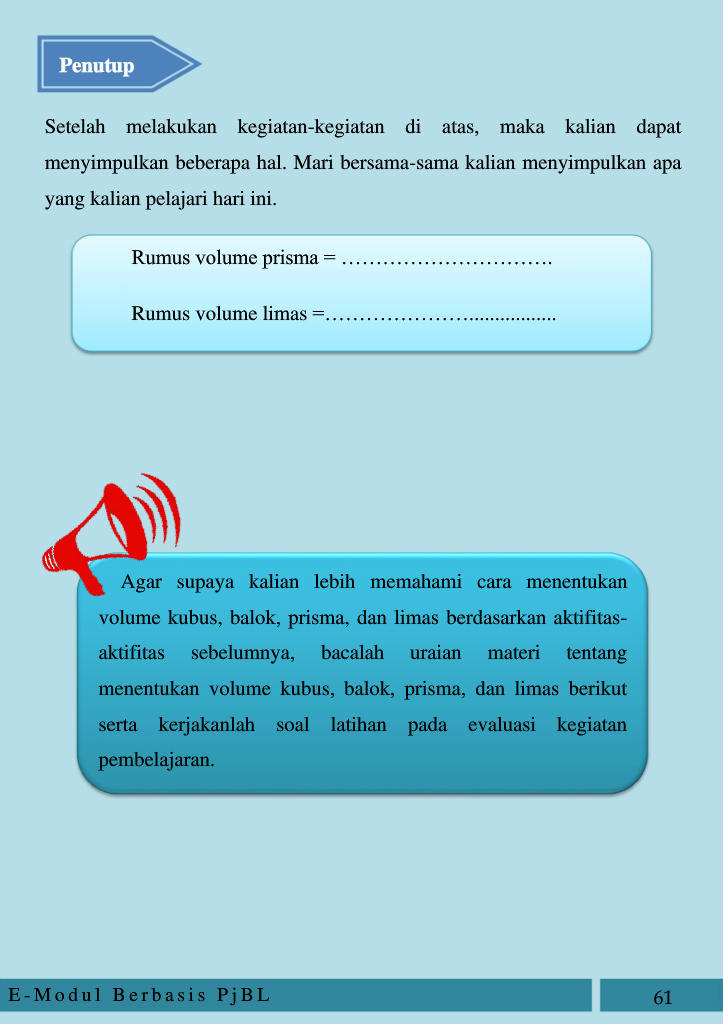 Penutup
Setelah melakukan kegiatan-kegiatan di atas, maka kalian dapat
menyimpulkan beberapa hal. Mari bersama-sama kalian menyimpulkan apa
yang kalian pelajari hari ini.
Rumus volume prisma = ………………………….
Rumus volume limas =………………….................
Agar supaya kalian lebih memahami cara menentukan
volume kubus, balok, prisma, dan limas berdasarkan aktifitas-
aktifitas sebelumnya, bacalah uraian materi tentang
menentukan volume kubus, balok, prisma, dan limas berikut
serta kerjakanlah soal latihan pada evaluasi kegiatan
pembelajaran.
E-Modul Berbasis PjBL 61